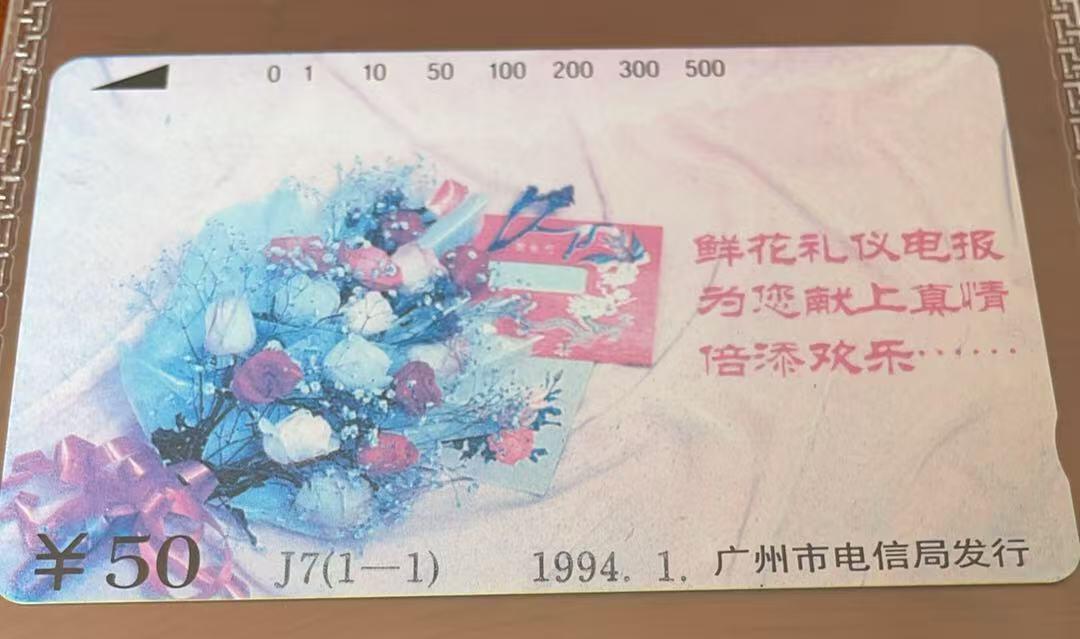 0 1 10 50 100 200 300 500
鲜花礼仪电报
为您献上真情
倍添欢乐······
¥50 J7(1—1) 1994. 1. 广州市电信局发行